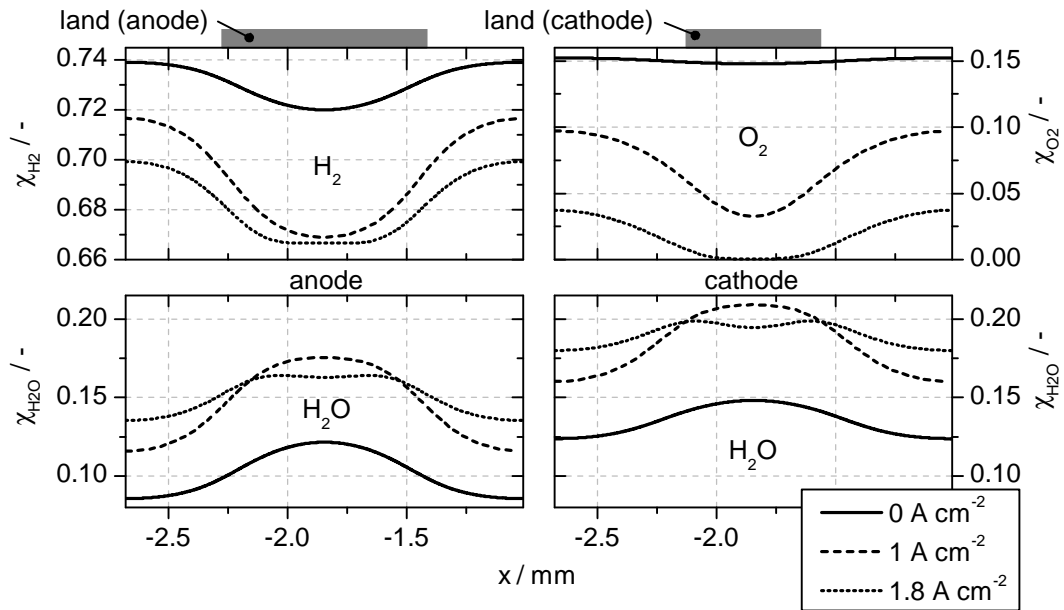 land (anode)
land (cathode)
0.74
0.72
0.70
0.68
0.66
χH2 / -
H2
0.15
0.10
0.05
0.00
χO2 / -
O2
anode
cathode
0.20
0.15
0.10
χH2O / -
H2O
0.20
0.15
0.10
χH2O / -
H2O
-2.5
-2.0
-1.5
-2.5
-2.0
x / mm
0 A cm-2
1 A cm-2
1.8 A cm-2